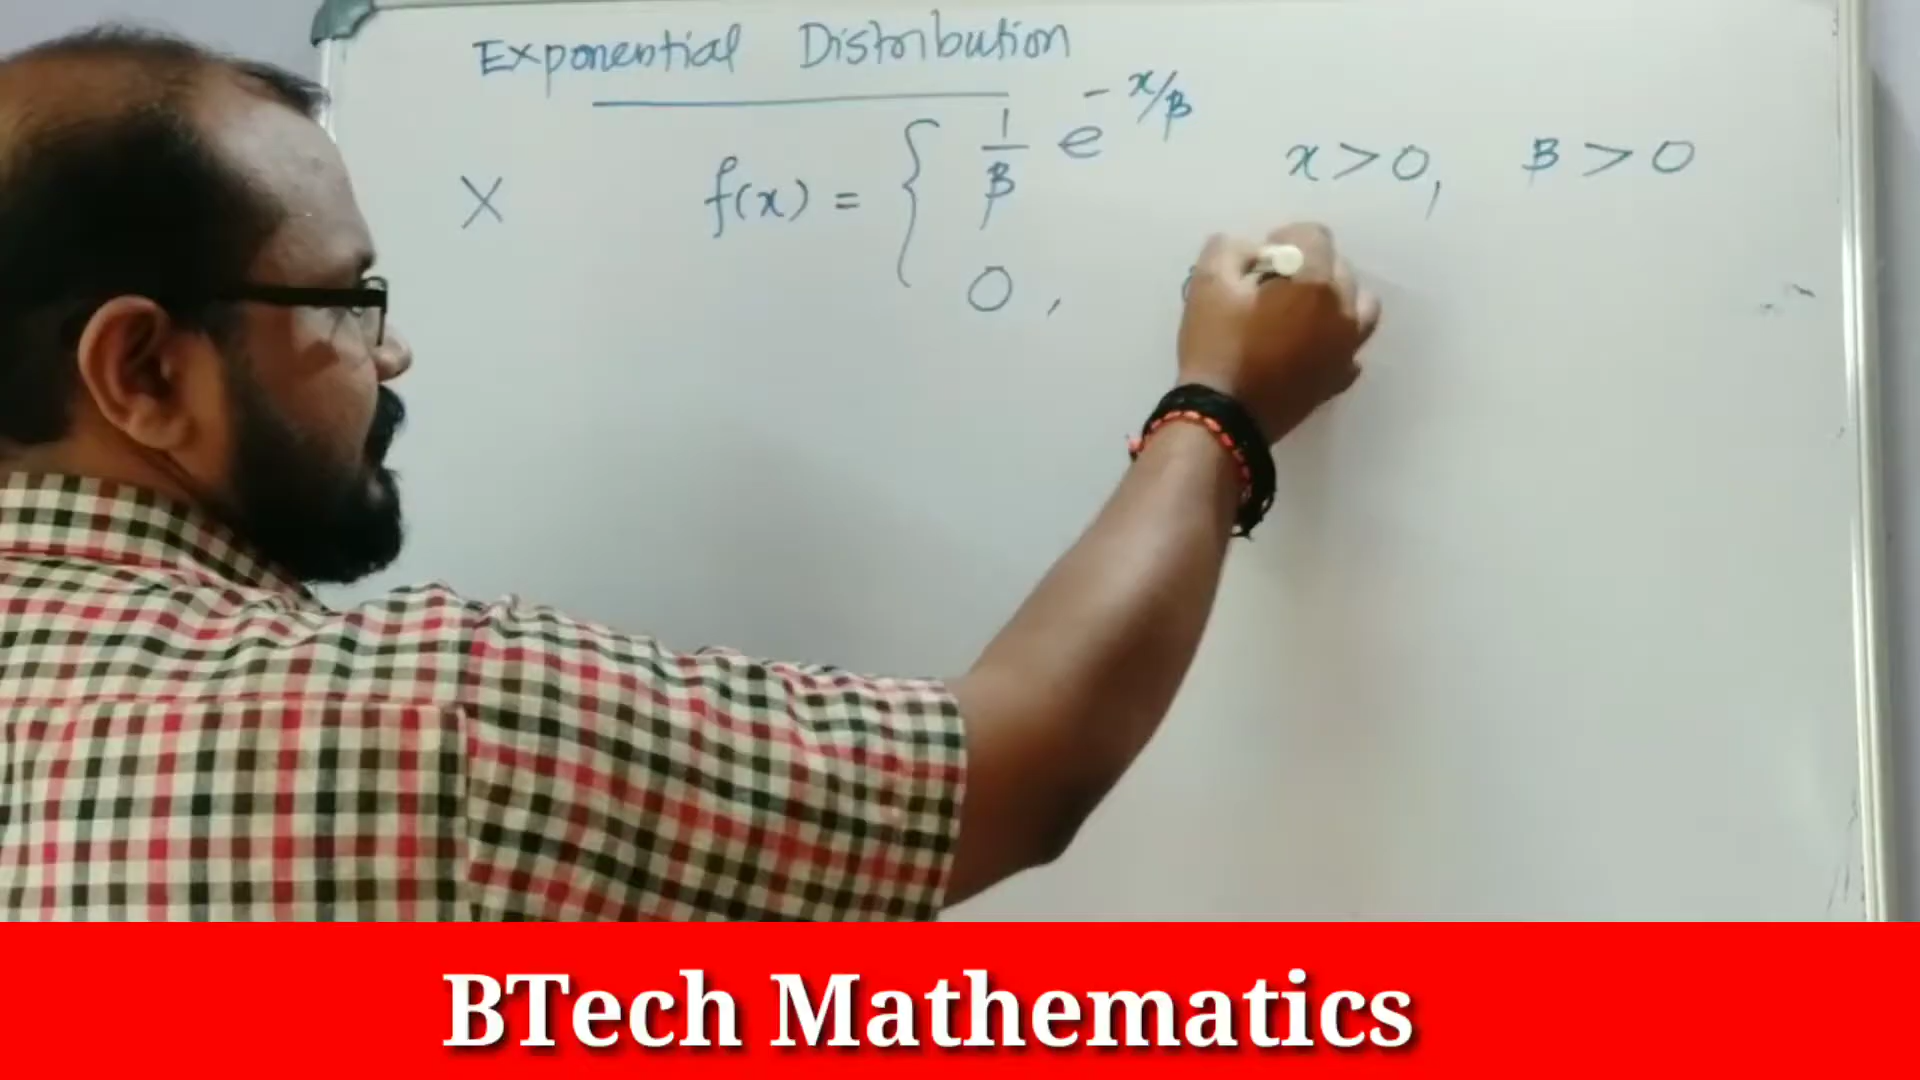 Exponential Distribution
X f(x) = { 1/β e^{-x/β} x>0, β>0
0 ,
BTech Mathematics